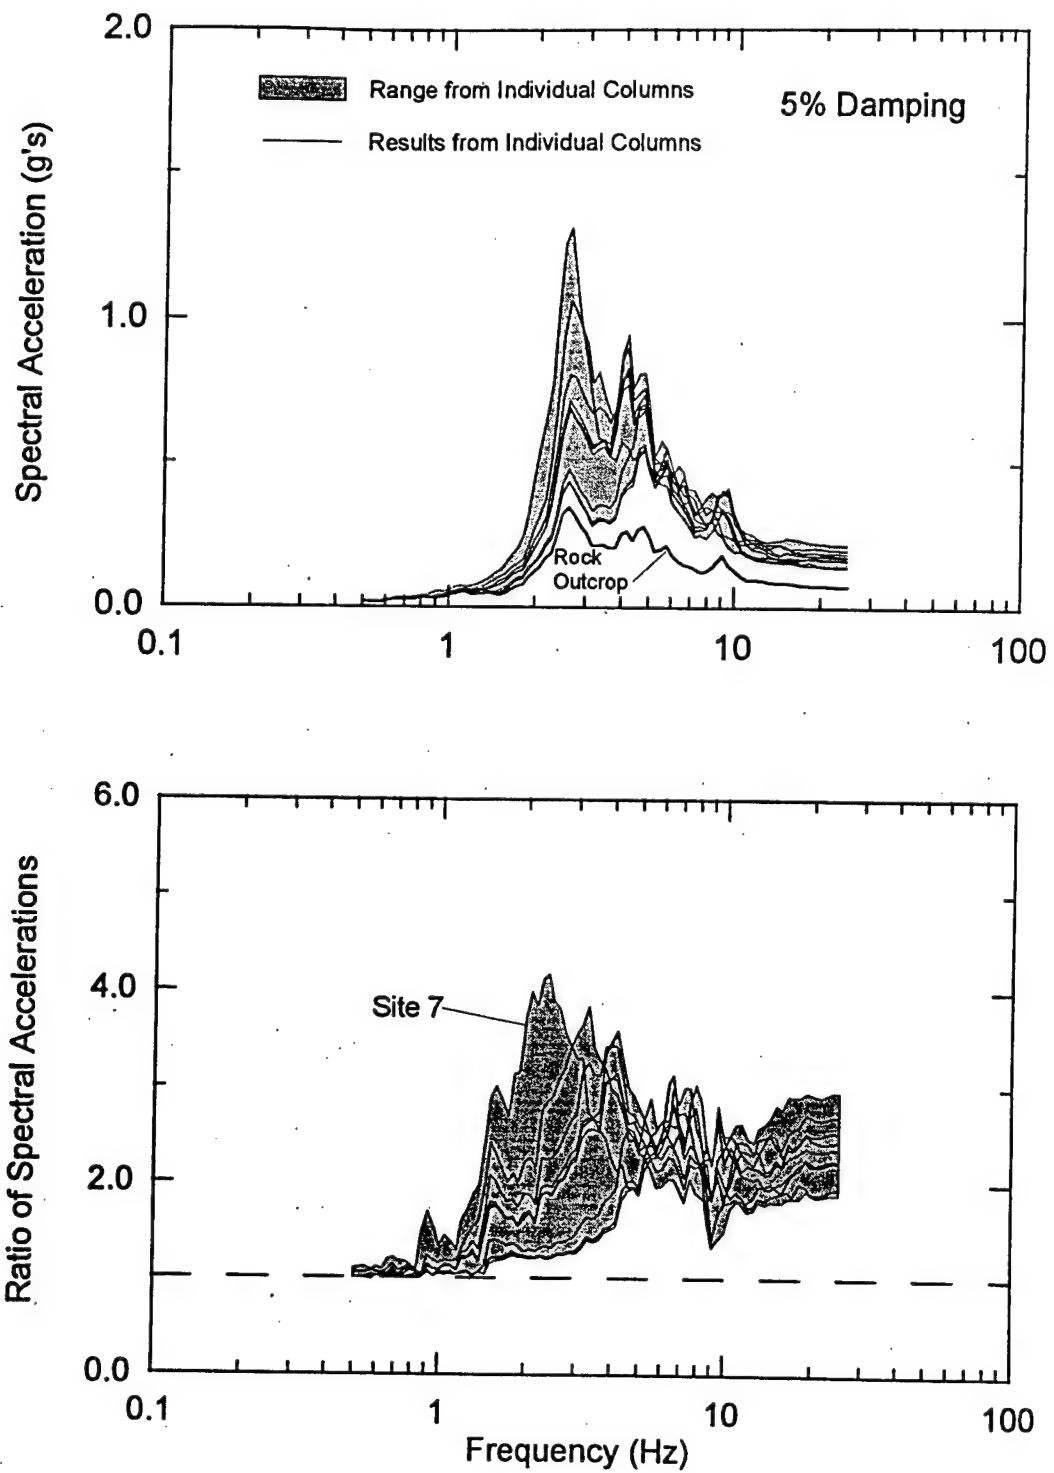 2.0
Range from Individual Columns
5% Damping
Results from Individual Columns
Spectral Acceleration (g's)
1.0
Rock
Outcrop
0.0
0.1
1
10
100
6.0
Ratio of Spectral Accelerations
4.0
Site 7
2.0
0.0
0.1
1
10
100
Frequency (Hz)